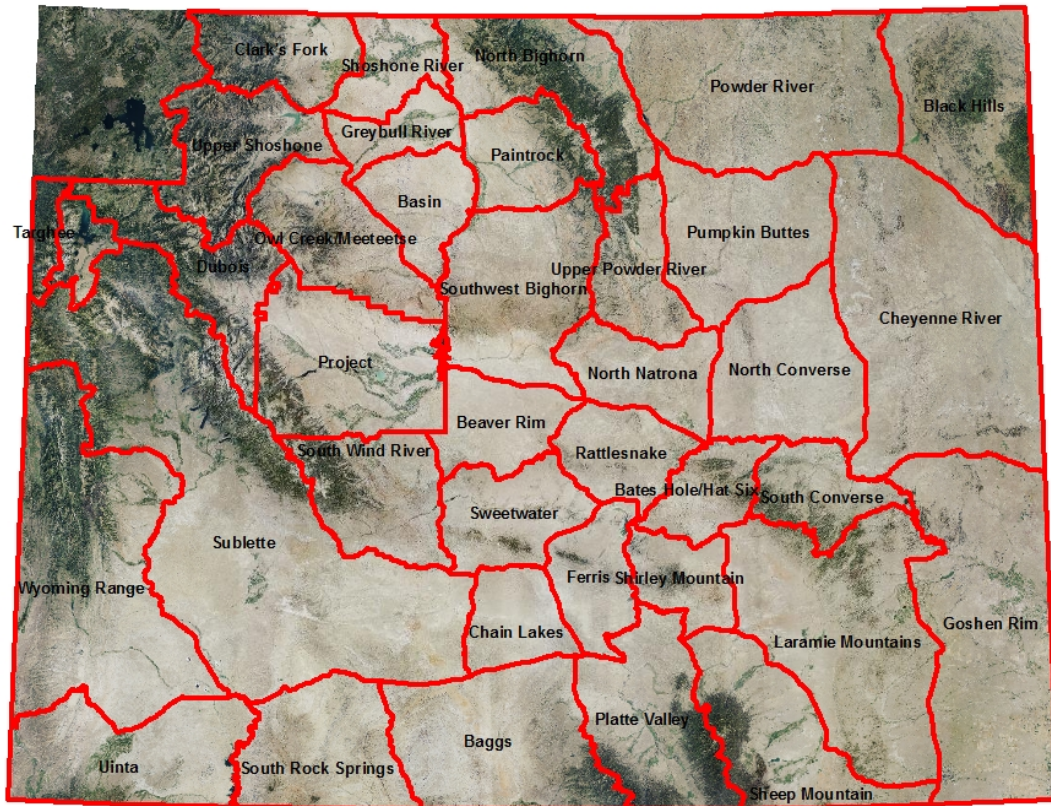 Clark's Fork
Shoshone River
North Bighorn
Powder River
Black Hills
Greybull River
Upper Shoshone
Paintrock
Basin
Targhee
Owl Creek/Meeteetse
Pumpkin Buttes
Dubois
Upper Powder River
Southwest Bighorn
Cheyenne River
Project
North Natrona
North Converse
Beaver Rim
South Wind River
Rattlesnake
Bates Hole/Hat Six
South Converse
Sweetwater
Sublette
Ferris
Shirley Mountain
Wyoming Range
Chain Lakes
Goshen Rim
Laramie Mountains
Platte Valley
Baggs
Uinta
South Rock Springs
Sheep Mountain